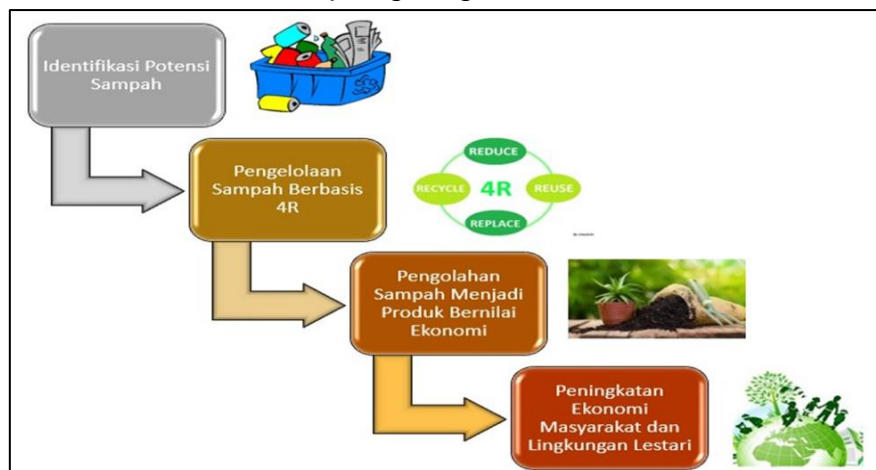 Identifikasi Potensi
Sampah
Pengelolaan
Sampah Berbasis
4R
REDUCE
RECYCLE
4R
REUSE
REPLACE
Pengolahan
Sampah Menjadi
Produk Bernilai
Ekonomi
Peningkatan
Ekonomi
Masyarakat dan
Lingkungan Lestari